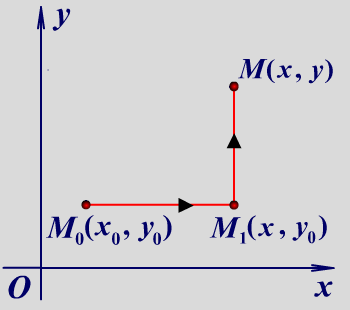 y
M(x, y)
M₀(x₀, y₀) M₁(x, y₀)
O x